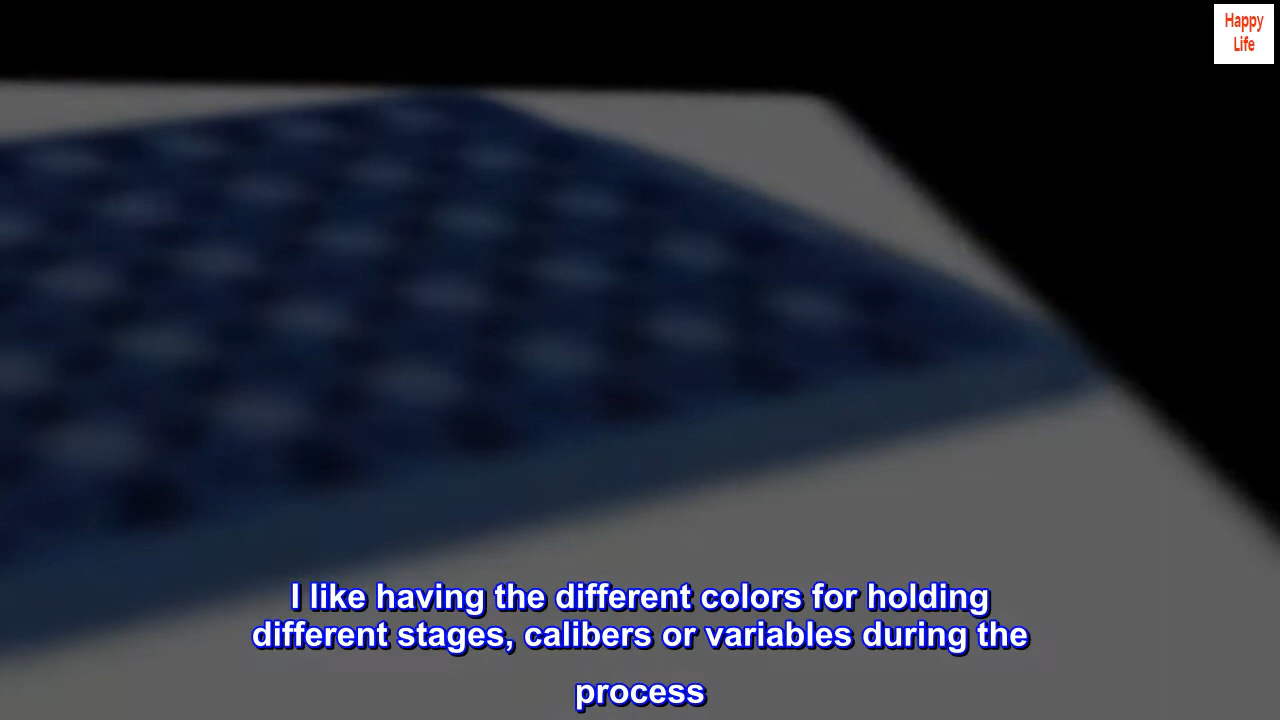 Happy
Life
I like having the different colors for holding
different stages, calibers or variables during the
process